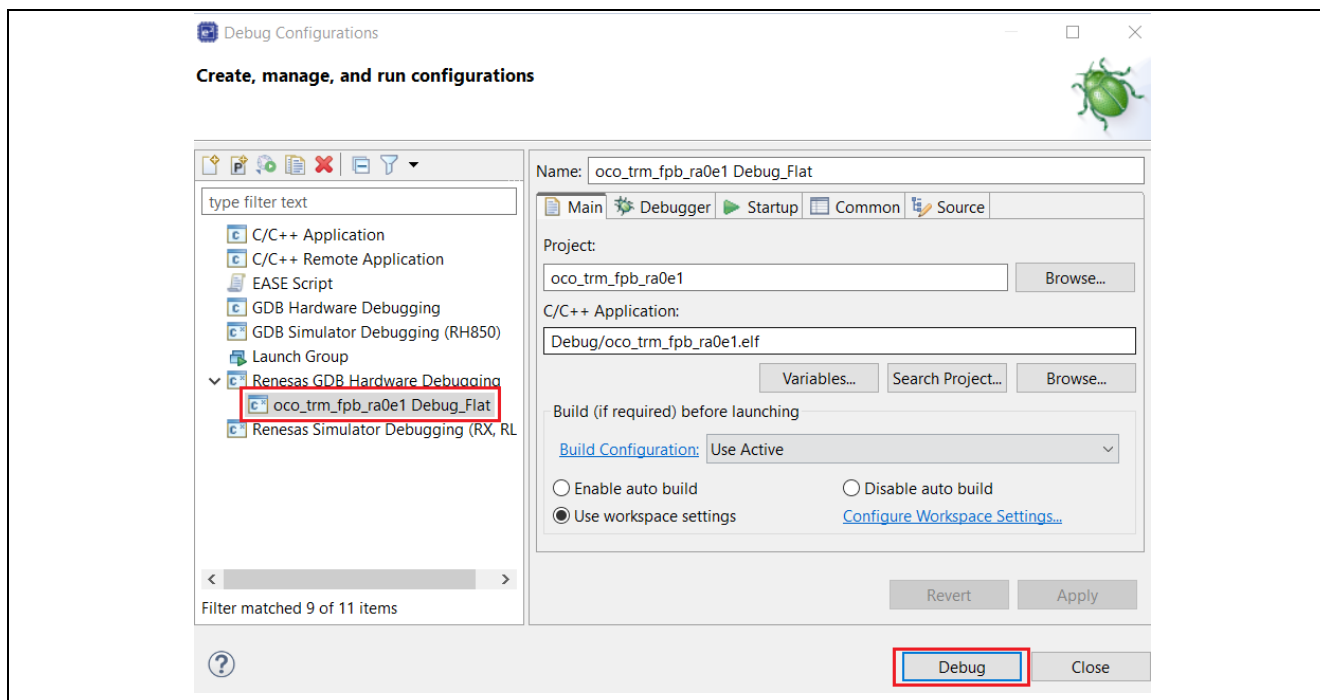 Debug Configurations
Create, manage, and run configurations
type filter text
C/C++ Application
C/C++ Remote Application
EASE Script
GDB Hardware Debugging
GDB Simulator Debugging (RH850)
Launch Group
Renesas GDB Hardware Debugging
oco_trm_fpb_ra0e1 Debug_Flat
Renesas Simulator Debugging (RX, RL
Filter matched 9 of 11 items
Name: oco_trm_fpb_ra0e1 Debug_Flat
Main Debugger Startup Common Source
Project:
oco_trm_fpb_ra0e1 Browse...
C/C++ Application:
Debug/oco_trm_fpb_ra0e1.elf
Variables... Search Project... Browse...
Build (if required) before launching
Build Configuration: Use Active
Enable auto build Disable auto build
Use workspace settings Configure Workspace Settings...
Revert Apply
Debug Close